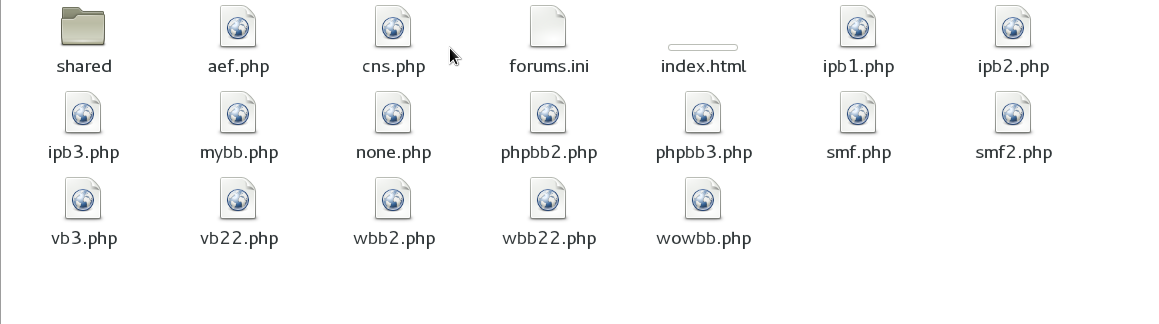 shared aef.php cns.php forums.ini index.html ipb1.php ipb2.php
ipb3.php mybb.php none.php phpbb2.php phpbb3.php smf.php smf2.php
vb3.php vb22.php wbb2.php wbb22.php wowbb.php